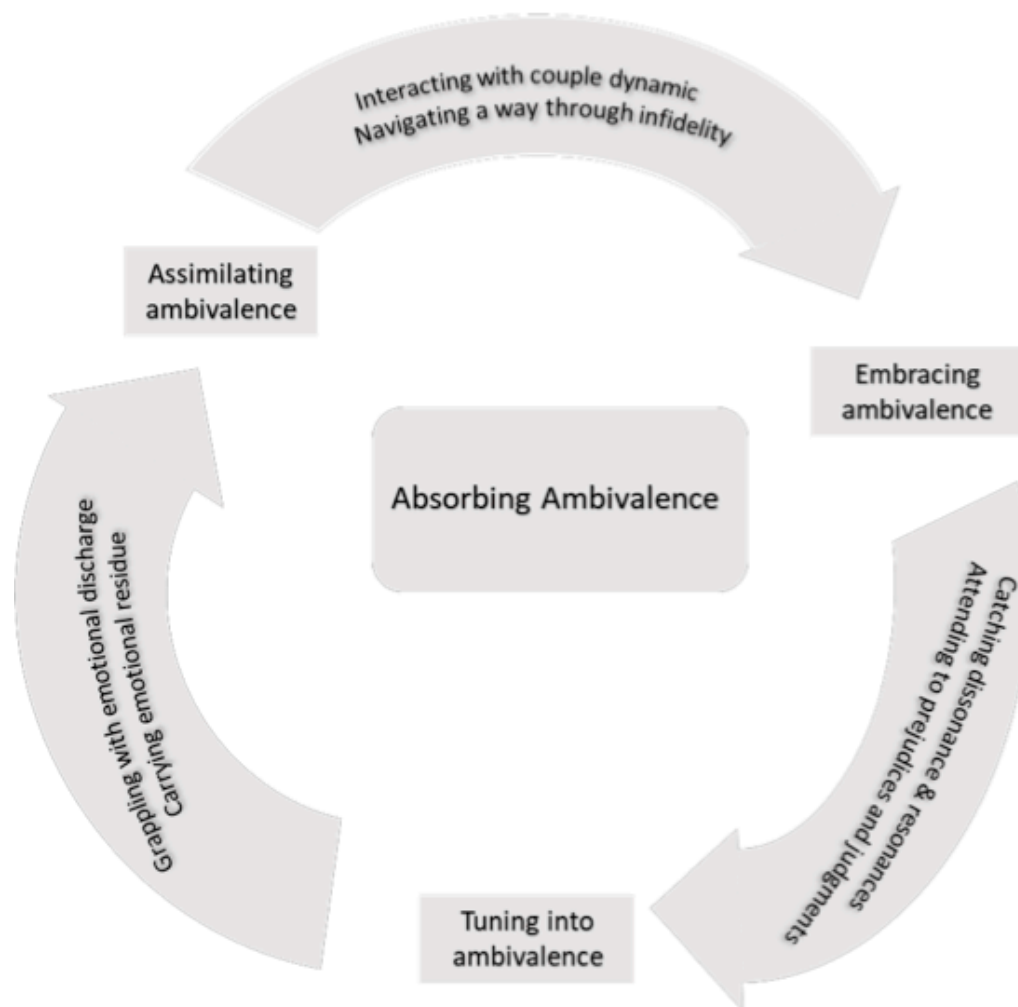 Interacting with couple dynamic
Navigating a way through infidelity
Assimilating
ambivalence
Embracing
ambivalence
Absorbing Ambivalence
Grappling with emotional discharge
Carrying emotional residue
Catching dissonance & resonances
Attending to prejudices and judgments
Tuning into
ambivalence